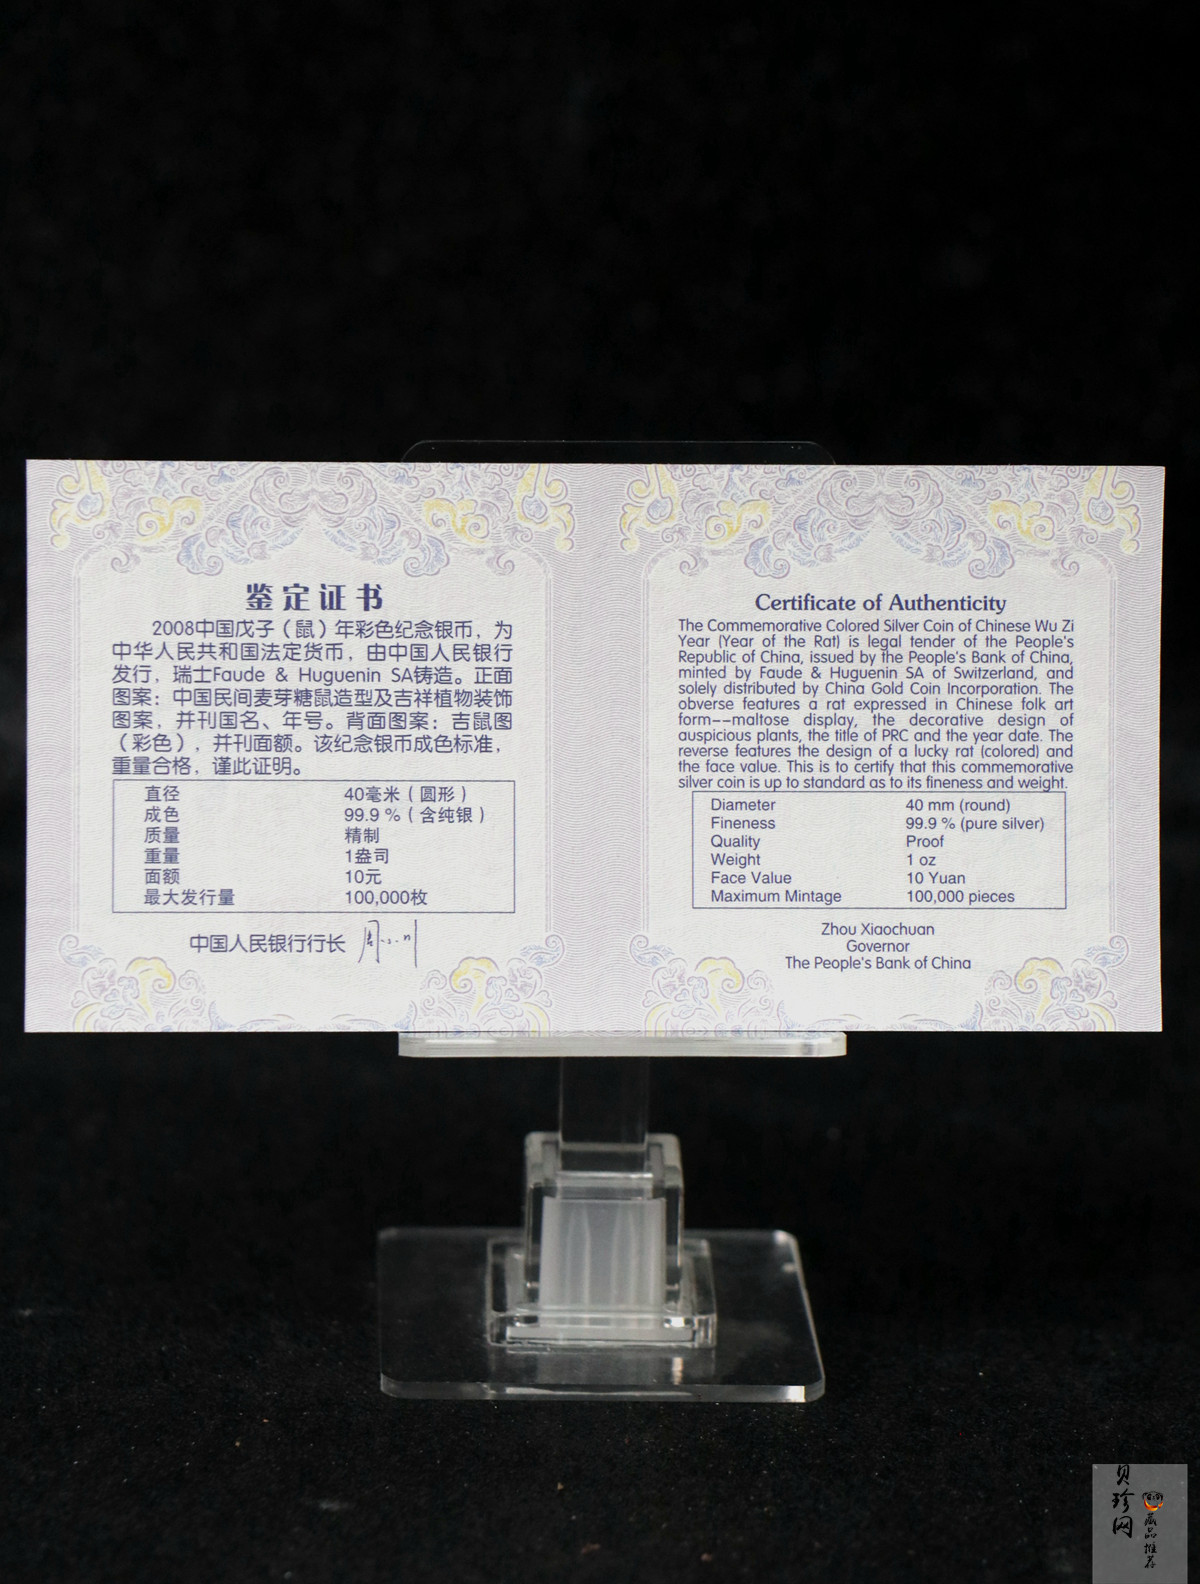 鉴定证书
2008中国戊子（鼠）年彩色纪念银币，为
中华人民共和国法定货币，由中国人民银行
发行，瑞士Faude & Huguenin SA铸造。正面
图案：中国民间麦芽糖鼠造型及吉祥植物装饰
图案，并刊国名、年号。背面图案：吉鼠图
（彩色），并刊面额。该纪念银币成色标准，
重量合格，谨此证明。
直径 40毫米（圆形）
成色 99.9 %（含纯银）
质量 精制
重量 1盎司
面额 10元
最大发行量 100,000枚
中国人民银行行长
Certificate of Authenticity
The Commemorative Colored Silver Coin of Chinese Wu Zi
Year (Year of the Rat) is legal tender of the People's
Republic of China, issued by the People's Bank of China,
minted by Faude & Huguenin SA of Switzerland, and
solely distributed by China Gold Coin Incorporation. The
obverse features a rat expressed in Chinese folk art
form--maltose display, the decorative design of
auspicious plants, the title of PRC and the year date. The
reverse features the design of a lucky rat (colored) and
the face value. This is to certify that this commemorative
silver coin is up to standard as to its fineness and weight.
Diameter 40 mm (round)
Fineness 99.9 % (pure silver)
Quality Proof
Weight 1 oz
Face Value 10 Yuan
Maximum Mintage 100,000 pieces
Zhou Xiaochuan
Governor
The People's Bank of China
贝珍网
藏品推荐